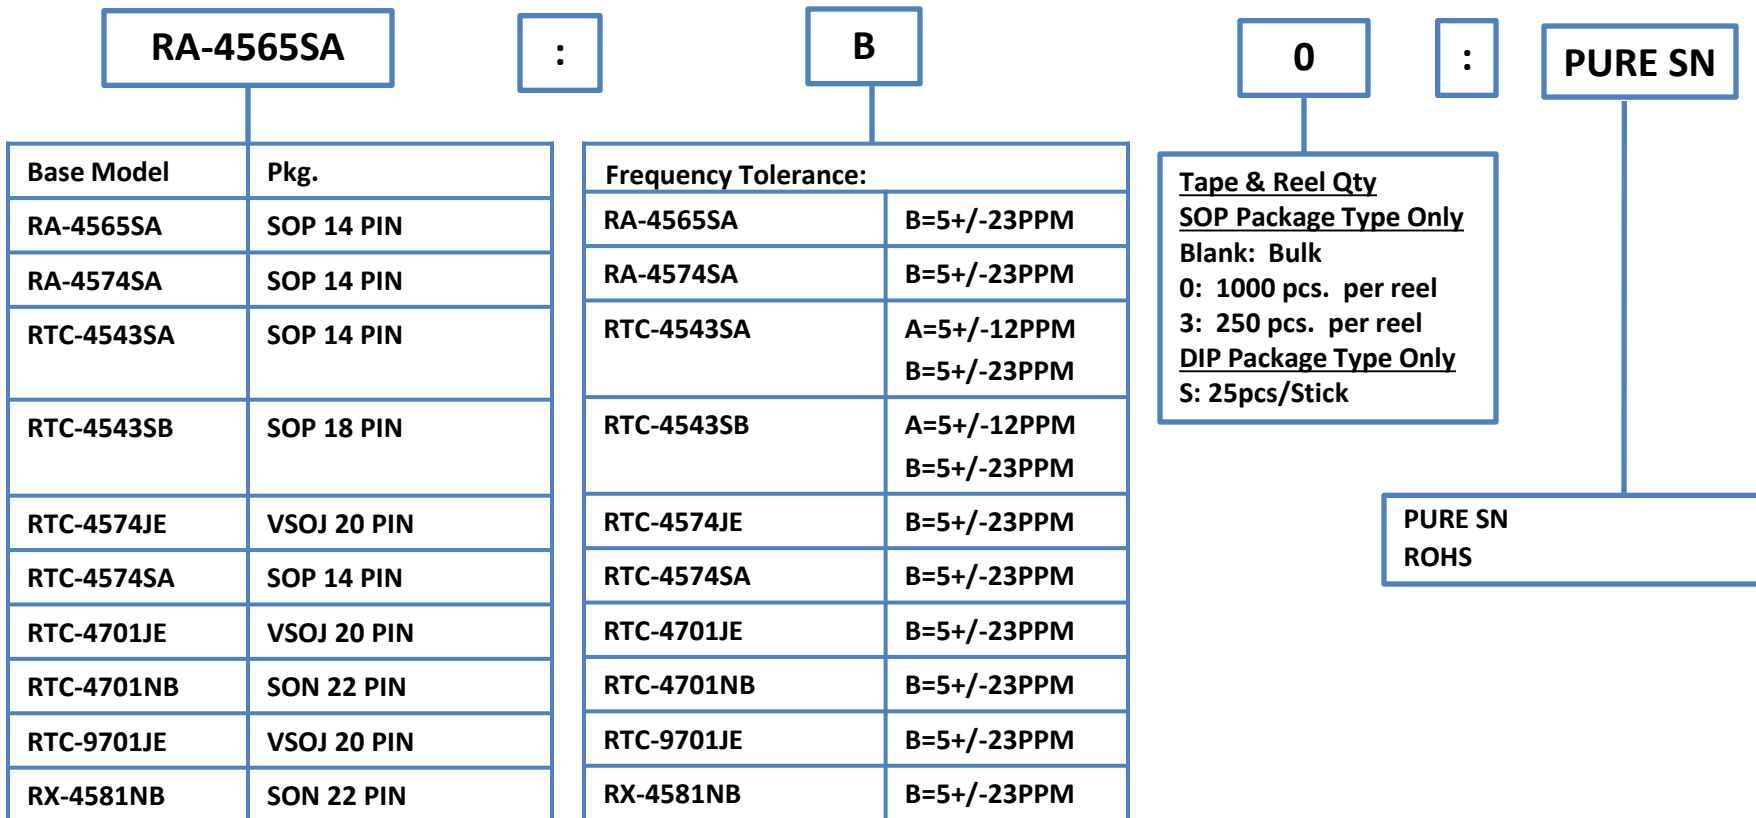 RA-4565SA : B 0 : PURE SN
Base Model Pkg.
RA-4565SA SOP 14 PIN
RA-4574SA SOP 14 PIN
RTC-4543SA SOP 14 PIN
RTC-4543SB SOP 18 PIN
RTC-4574JE VSOJ 20 PIN
RTC-4574SA SOP 14 PIN
RTC-4701JE VSOJ 20 PIN
RTC-4701NB SON 22 PIN
RTC-9701JE VSOJ 20 PIN
RX-4581NB SON 22 PIN
Frequency Tolerance:
RA-4565SA B=5+/-23PPM
RA-4574SA B=5+/-23PPM
RTC-4543SA A=5+/-12PPM
B=5+/-23PPM
RTC-4543SB A=5+/-12PPM
B=5+/-23PPM
RTC-4574JE B=5+/-23PPM
RTC-4574SA B=5+/-23PPM
RTC-4701JE B=5+/-23PPM
RTC-4701NB B=5+/-23PPM
RTC-9701JE B=5+/-23PPM
RX-4581NB B=5+/-23PPM
Tape & Reel Qty
SOP Package Type Only
Blank: Bulk
0: 1000 pcs. per reel
3: 250 pcs. per reel
DIP Package Type Only
S: 25pcs/Stick
PURE SN
ROHS